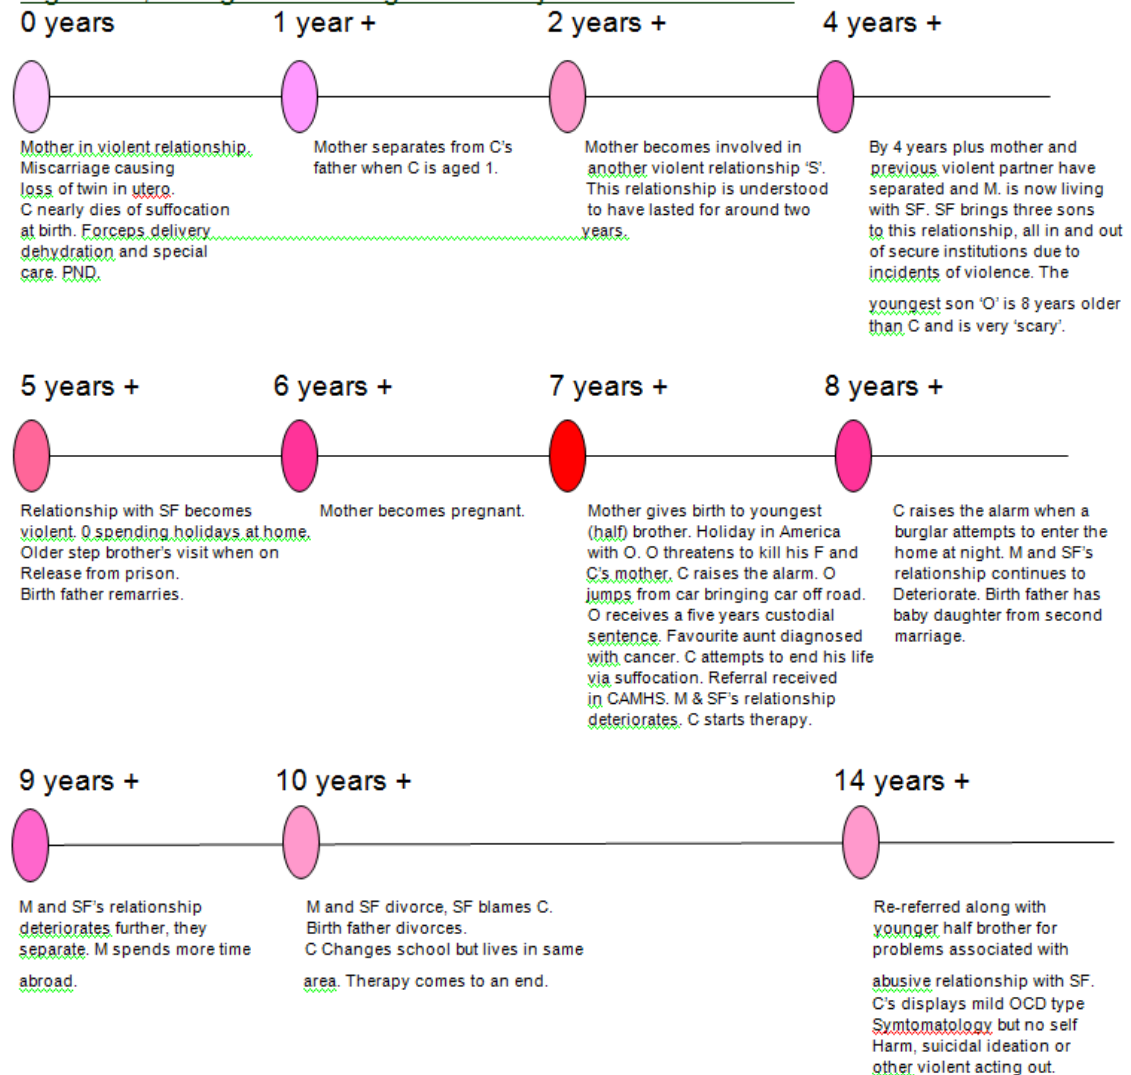 0 years
1 year +
2 years +
4 years +
Mother in violent relationship.
Miscarriage causing
loss of twin in utero.
C nearly dies of suffocation
at birth. Forceps delivery
dehydration and special
care. PND.
Mother separates from C's
father when C is aged 1.
Mother becomes involved in
another violent relationship 'S'.
This relationship is understood
to have lasted for around two
years.
By 4 years plus mother and
previous violent partner have
separated and M. is now living
with SF. SF brings three sons
to this relationship, all in and out
of secure institutions due to
incidents of violence. The
youngest son 'O' is 8 years older
than C and is very 'scary'.
5 years +
6 years +
7 years +
8 years +
Relationship with SF becomes
violent. 0 spending holidays at home.
Older step brother's visit when on
Release from prison.
Birth father remarries.
Mother becomes pregnant.
Mother gives birth to youngest
(half) brother. Holiday in America
with O. O threatens to kill his F and
C's mother. C raises the alarm. O
jumps from car bringing car off road.
O receives a five years custodial
sentence. Favourite aunt diagnosed
with cancer. C attempts to end his life
via suffocation. Referral received
in CAMHS. M & SF's relationship
deteriorates. C starts therapy.
C raises the alarm when a
burglar attempts to enter the
home at night. M and SF's
relationship continues to
Deteriorate. Birth father has
baby daughter from second
marriage.
9 years +
10 years +
14 years +
M and SF's relationship
deteriorates further, they
separate. M spends more time
abroad.
M and SF divorce, SF blames C.
Birth father divorces.
C Changes school but lives in same
area. Therapy comes to an end.
Re-referred along with
younger half brother for
problems associated with
abusive relationship with SF.
C's displays mild OCD type
Symtomatology but no self
Harm, suicidal ideation or
other violent acting out.